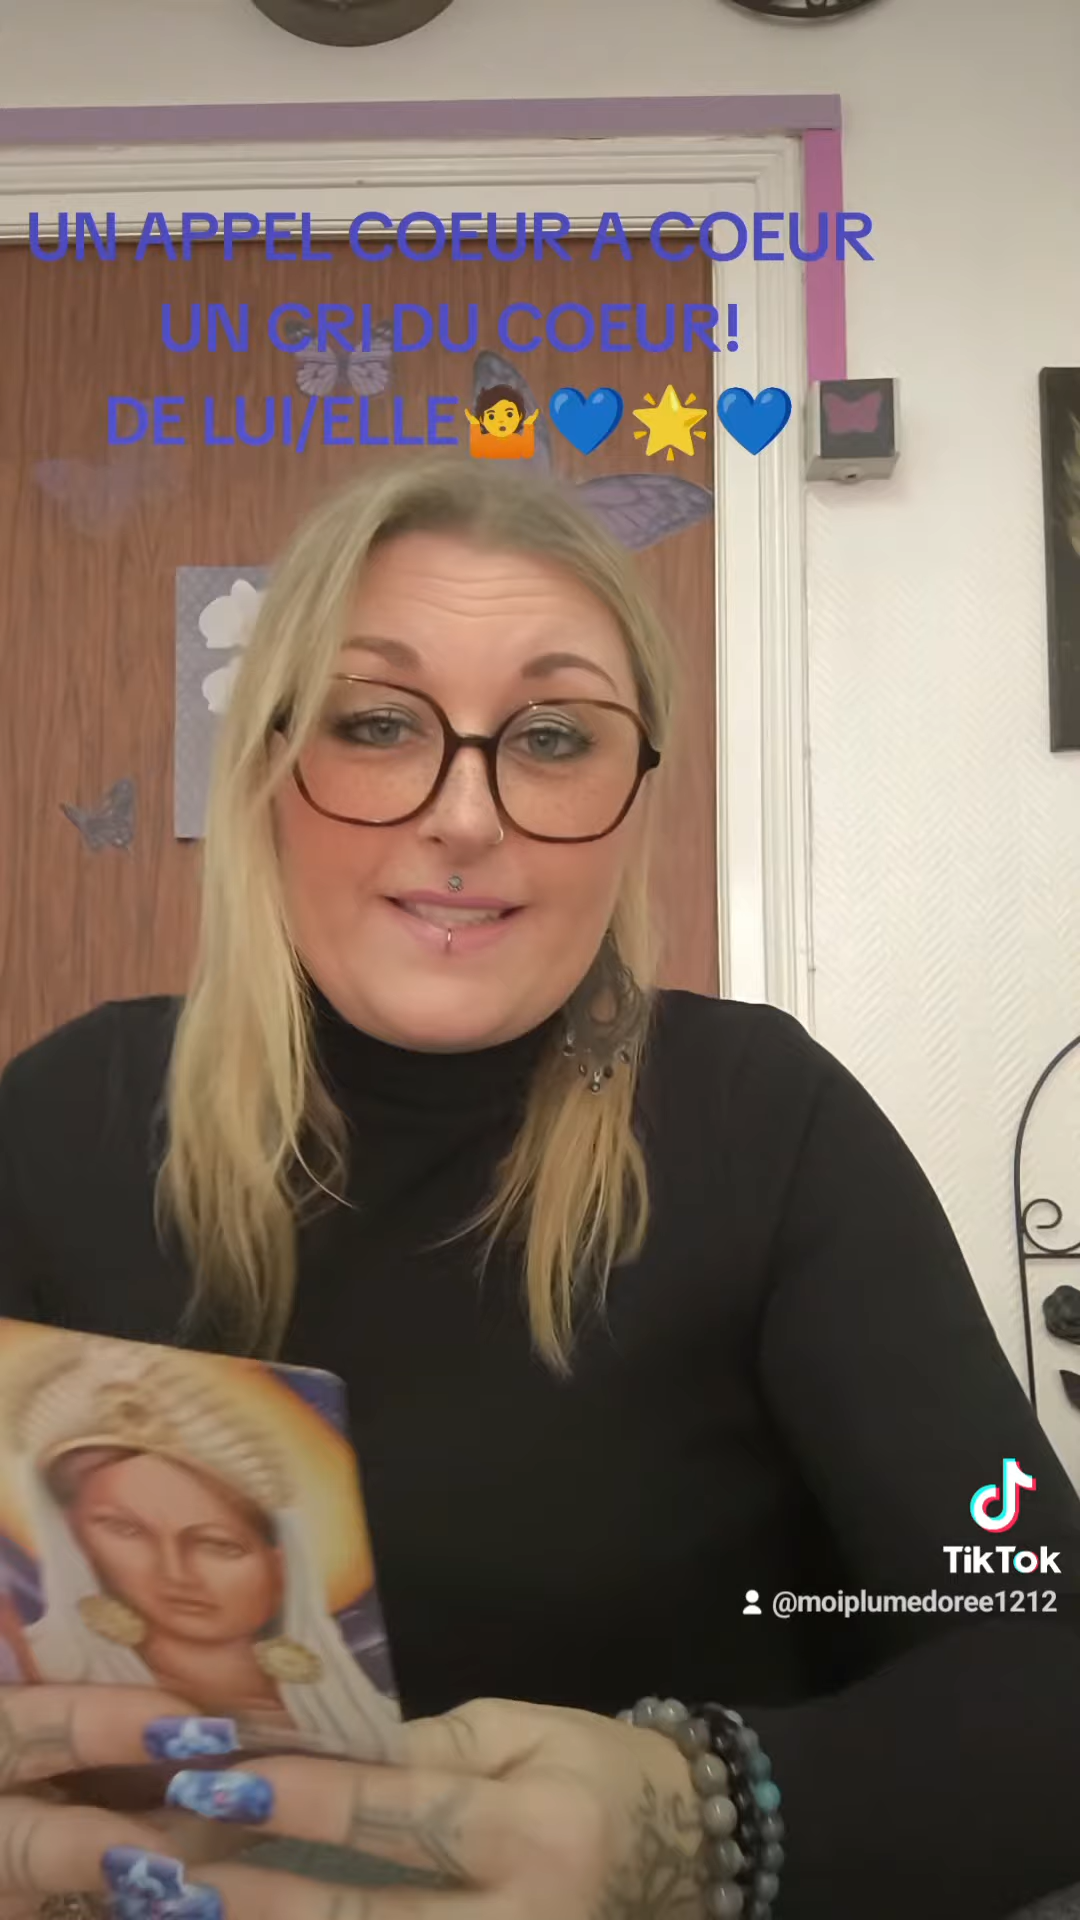 UN APPEL COEUR A COEUR
UN CRI DU COEUR!
DE LUI/ELLE🤷💙🌟💙
TikTok
@moiplumedoree1212